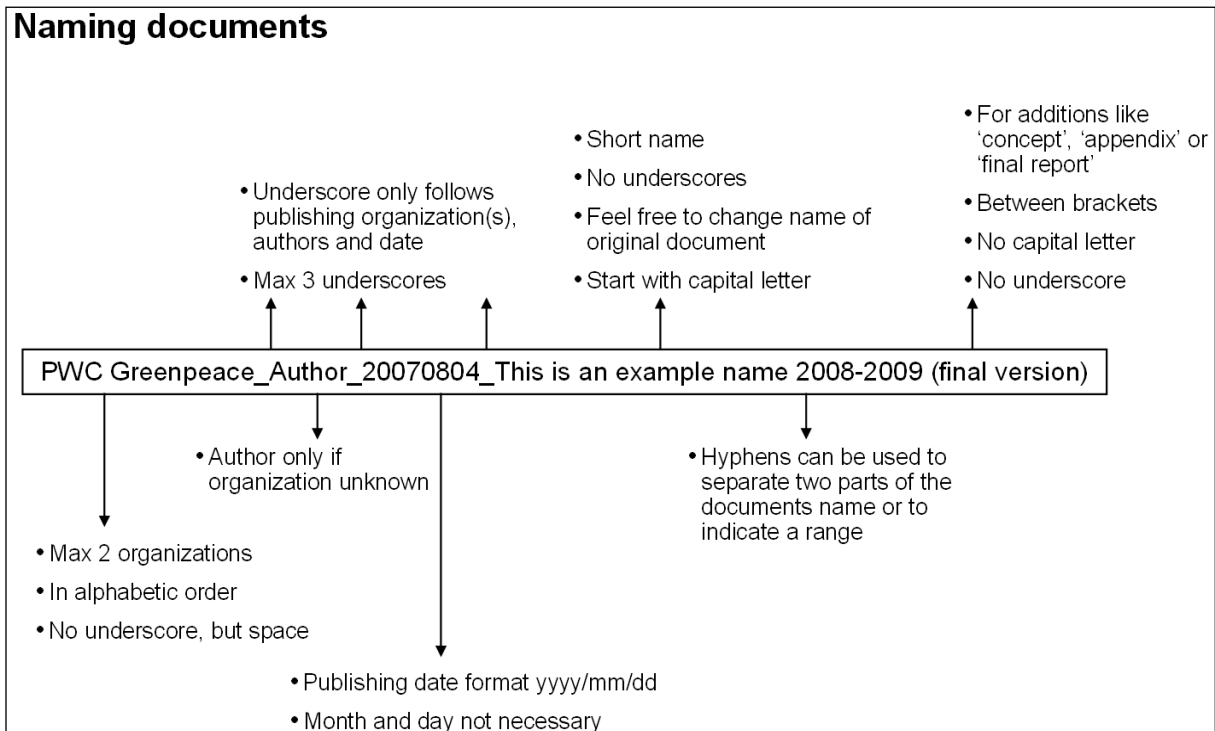 Naming documents
• Underscore only follows
publishing organization(s),
authors and date
• Max 3 underscores
• Short name
• No underscores
• Feel free to change name of
original document
• Start with capital letter
• For additions like
‘concept’, ‘appendix’ or
‘final report’
• Between brackets
• No capital letter
• No underscore
PWC Greenpeace_Author_20070804_This is an example name 2008-2009 (final version)
• Max 2 organizations
• In alphabetic order
• No underscore, but space
• Author only if
organization unknown
• Publishing date format yyyy/mm/dd
• Month and day not necessary
• Hyphens can be used to
separate two parts of the
documents name or to
indicate a range